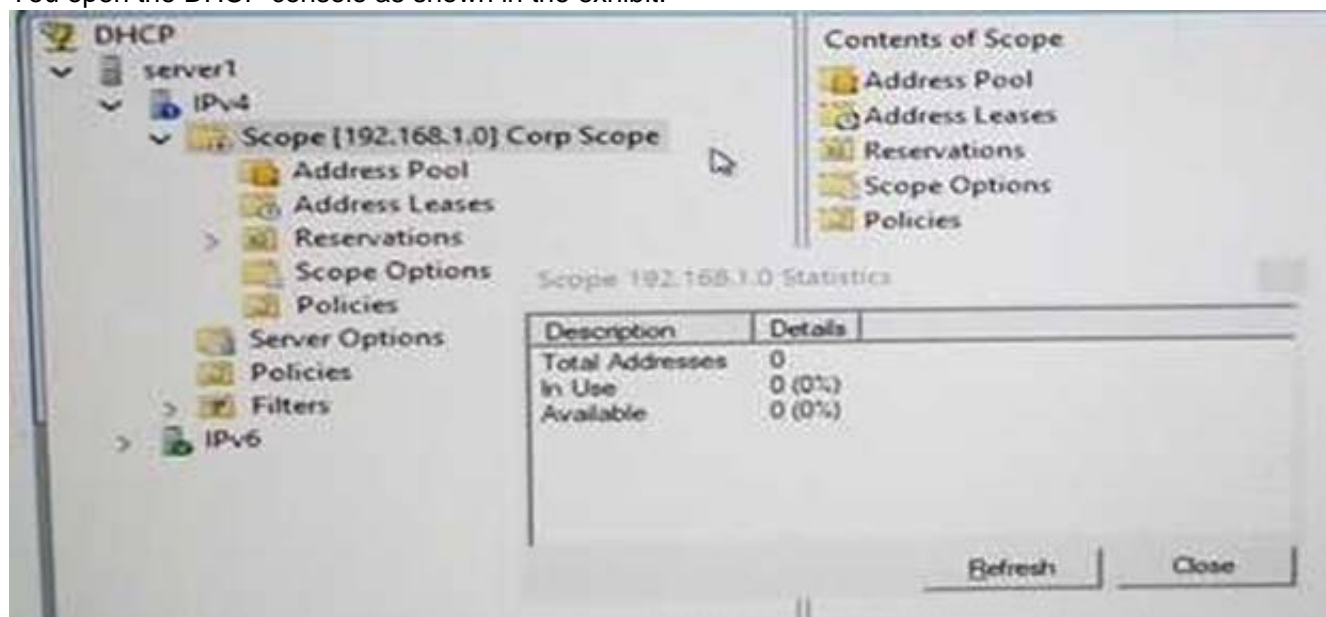 You open the DHCP console as shown in the exhibit.
DHCP
server1
IPv4
Scope [192.168.1.0] Corp Scope
Address Pool
Address Leases
Reservations
Scope Options
Policies
Server Options
Policies
Filters
IPv6
Contents of Scope
Address Pool
Address Leases
Reservations
Scope Options
Policies
Scope 192.168.1.0 Statistics
Description Details
Total Addresses 0
In Use 0 (0%)
Available 0 (0%)
Refresh Close